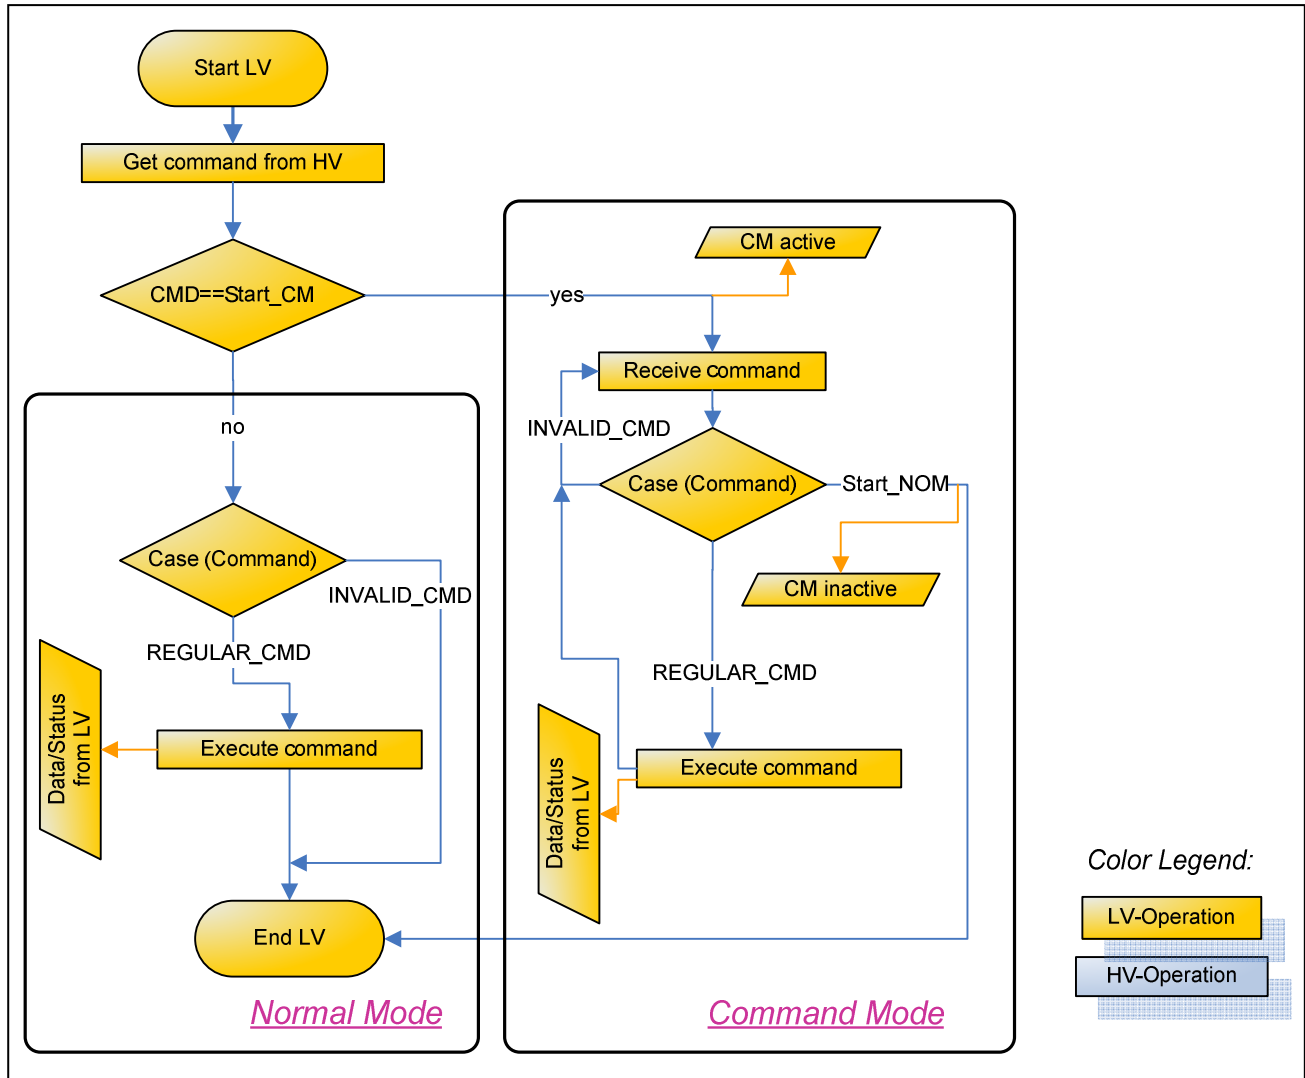 Start LV
Get command from HV
CMD==Start_CM
yes
no
Case (Command)
INVALID_CMD
REGULAR_CMD
Execute command
Data/Status
from LV
End LV
Normal Mode
CM active
Receive command
INVALID_CMD
Case (Command)
Start_NOM
CM inactive
REGULAR_CMD
Execute command
Data/Status
from LV
Command Mode
Color Legend:
LV-Operation
HV-Operation